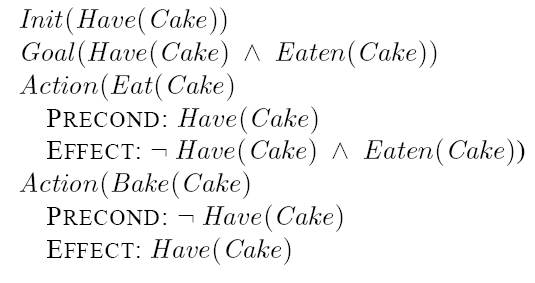 Init(Have(Cake))
Goal(Have(Cake) ∧ Eaten(Cake))
Action(Eat(Cake)
PRECOND: Have(Cake)
EFFECT: ¬ Have(Cake) ∧ Eaten(Cake))
Action(Bake(Cake)
PRECOND: ¬ Have(Cake)
EFFECT: Have(Cake)